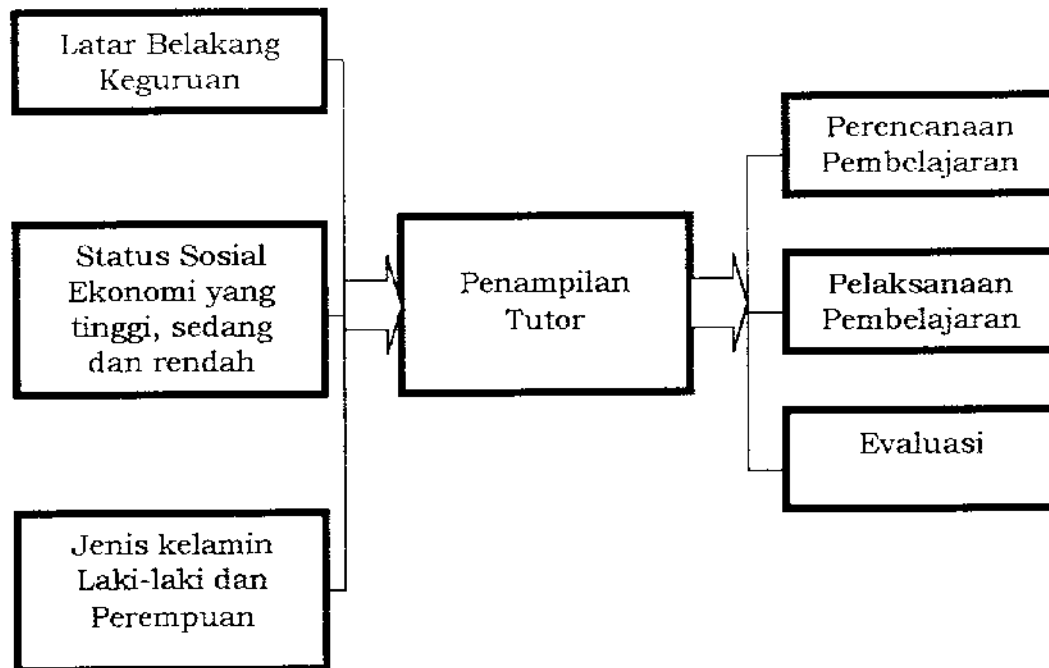 Latar Belakang
Keguruan
Status Sosial
Ekonomi yang
tinggi, sedang
dan rendah
Jenis kelamin
Laki-laki dan
Perempuan
Penampilan
Tutor
Perencanaan
Pembelajaran
Pelaksanaan
Pembelajaran
Evaluasi